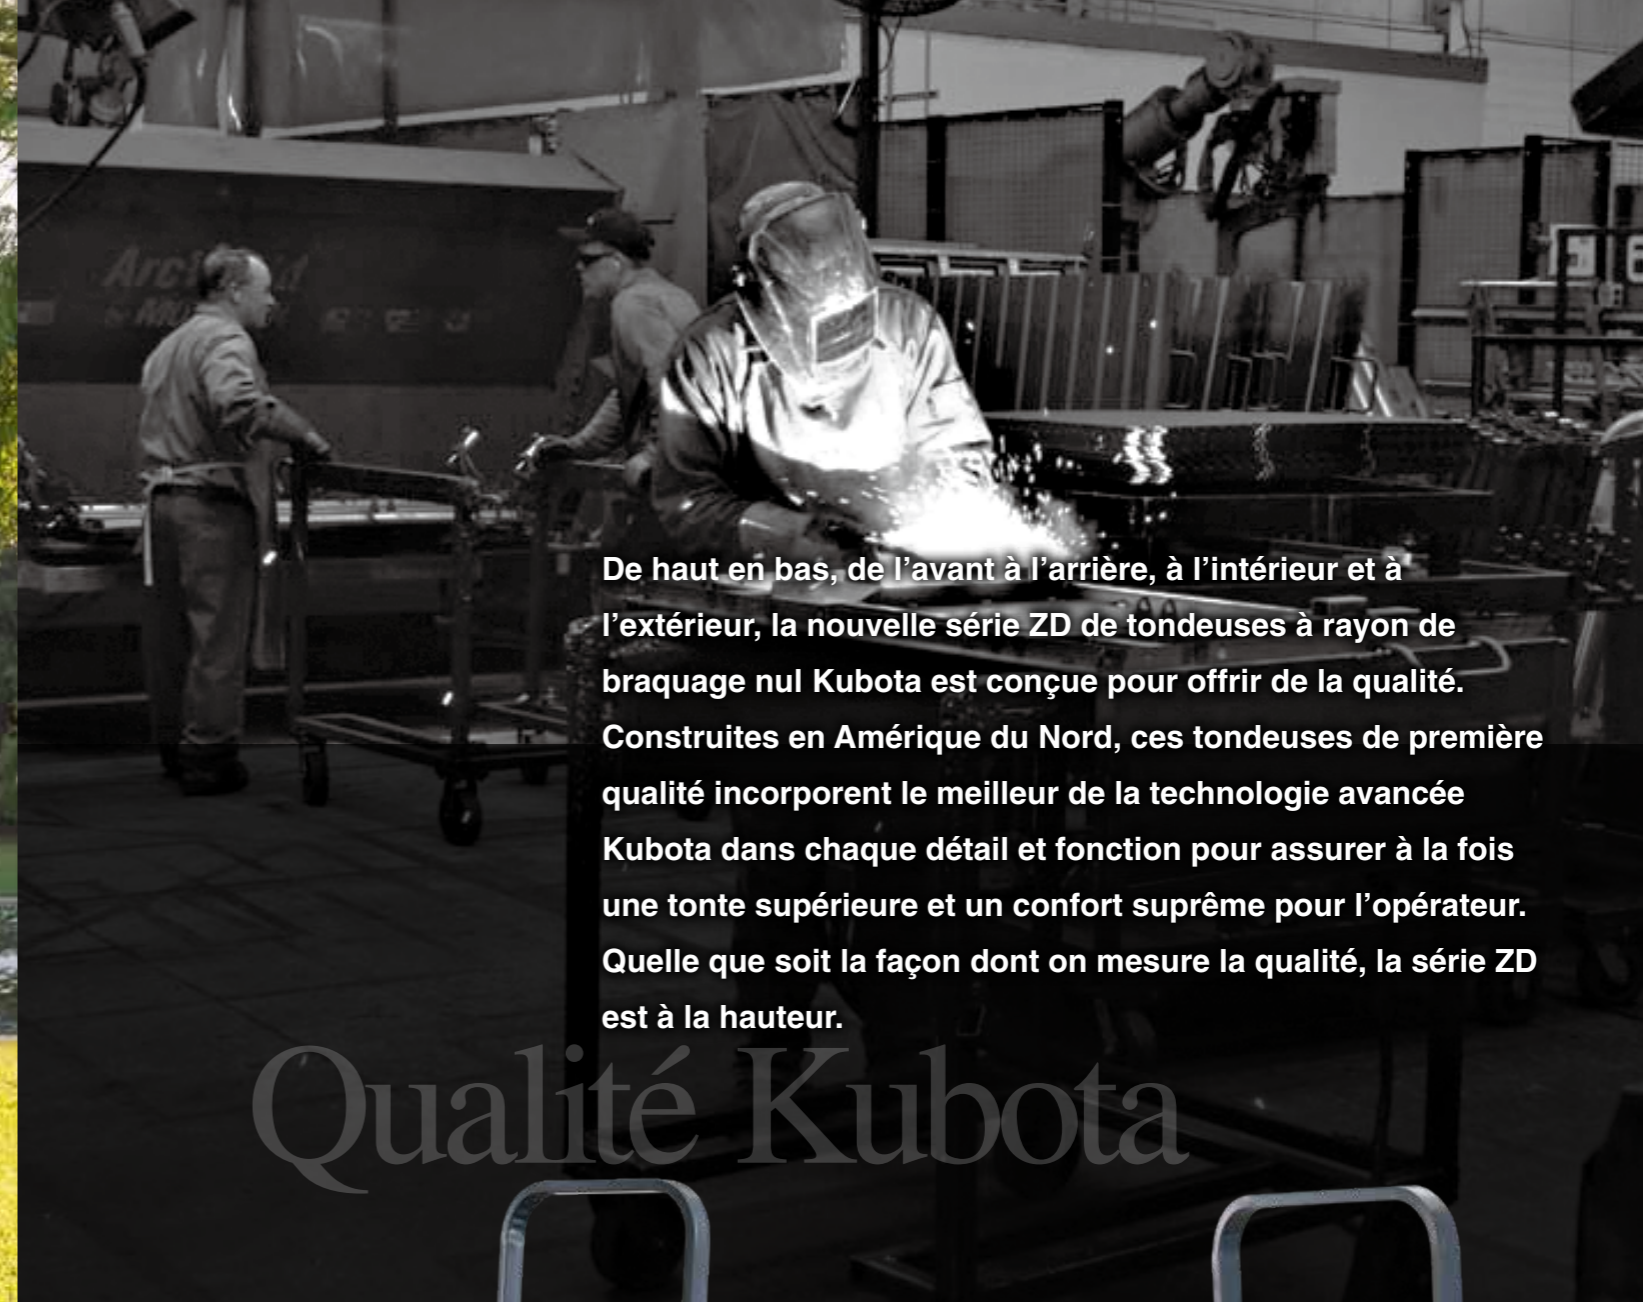 De haut en bas, de l’avant à l’arrière, à l’intérieur et à
l’extérieur, la nouvelle série ZD de tondeuses à rayon de
braquage nul Kubota est conçue pour offrir de la qualité.
Construites en Amérique du Nord, ces tondeuses de première
qualité incorporent le meilleur de la technologie avancée
Kubota dans chaque détail et fonction pour assurer à la fois
une tonte supérieure et un confort suprême pour l’opérateur.
Quelle que soit la façon dont on mesure la qualité, la série ZD
est à la hauteur.
Qualité Kubota